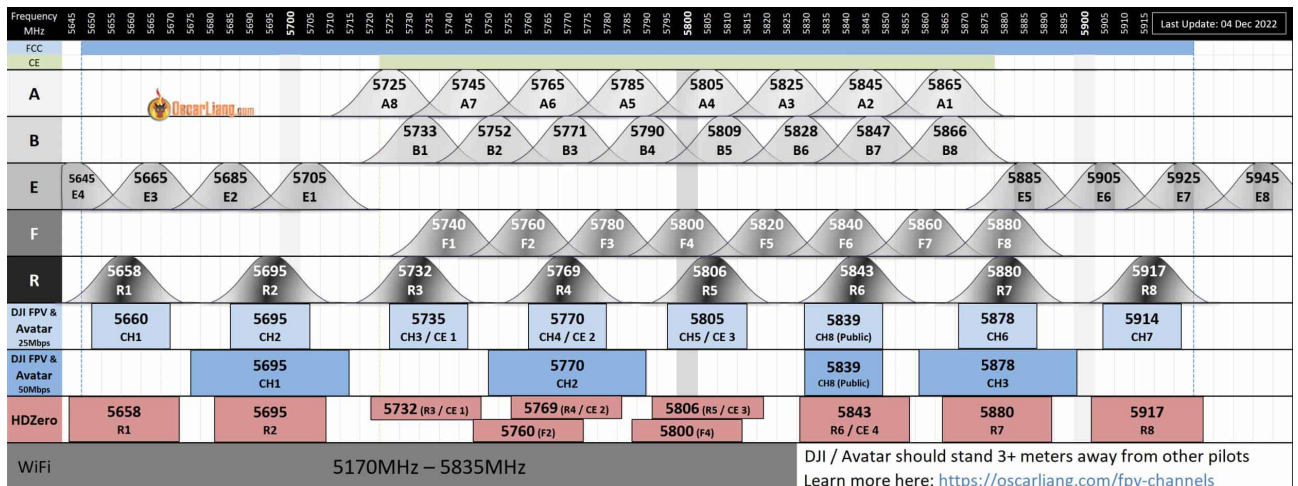 Frequency MHz 5645 5650 5655 5660 5665 5670 5675 5680 5685 5690 5695 5700 5705 5710 5715 5720 5725 5730 5735 5740 5745 5750 5755 5760 5765 5770 5775 5780 5785 5790 5795 5800 5805 5810 5815 5820 5825 5830 5835 5840 5845 5850 5855 5860 5865 5870 5875 5880 5885 5890 5895 5900 5905 5910 5915 Last Update: 04 Dec 2022
FCC
CE
A
OscarLiang.com
5725 5745 5765 5785 5805 5825 5845 5865
A8 A7 A6 A5 A4 A3 A2 A1
B
5733 5752 5771 5790 5809 5828 5847 5866
B1 B2 B3 B4 B5 B6 B7 B8
E
5645 5665 5685 5705 5885 5905 5925 5945
E4 E3 E2 E1 E5 E6 E7 E8
F
5740 5760 5780 5800 5820 5840 5860 5880
F1 F2 F3 F4 F5 F6 F7 F8
R
5658 5695 5732 5769 5806 5843 5880 5917
R1 R2 R3 R4 R5 R6 R7 R8
DJI FPV &
Avatar
25Mbps
5660 5695 5735 5770 5805 5839 5878 5914
CH1 CH2 CH3 / CE 1 CH4 / CE 2 CH5 / CE 3 CH8 (Public) CH6 CH7
DJI FPV &
Avatar
50Mbps
5695 5770 5839 5878
CH1 CH2 CH8 (Public) CH3
HDZero
5658 5695 5732 (R3 / CE 1) 5769 (R4 / CE 2) 5806 (R5 / CE 3) 5843 5880 5917
R1 R2 5760 (F2) 5800 (F4) R6 / CE 4 R7 R8
WiFi 5170MHz – 5835MHz
DJI / Avatar should stand 3+ meters away from other pilots
Learn more here: https://oscarliang.com/fpv-channels